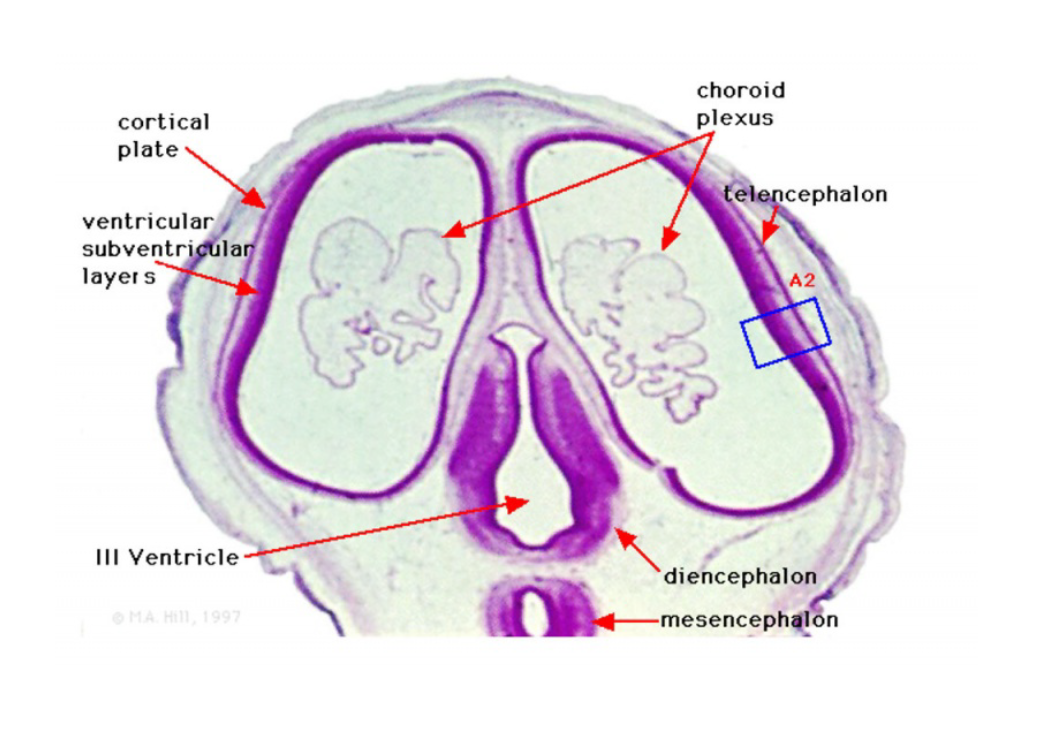 choroid
plexus
cortical
plate
telencephalon
ventricular
subventricular
layers
A2
III Ventricle
diencephalon
© M.A. Hill, 1997
mesencephalon